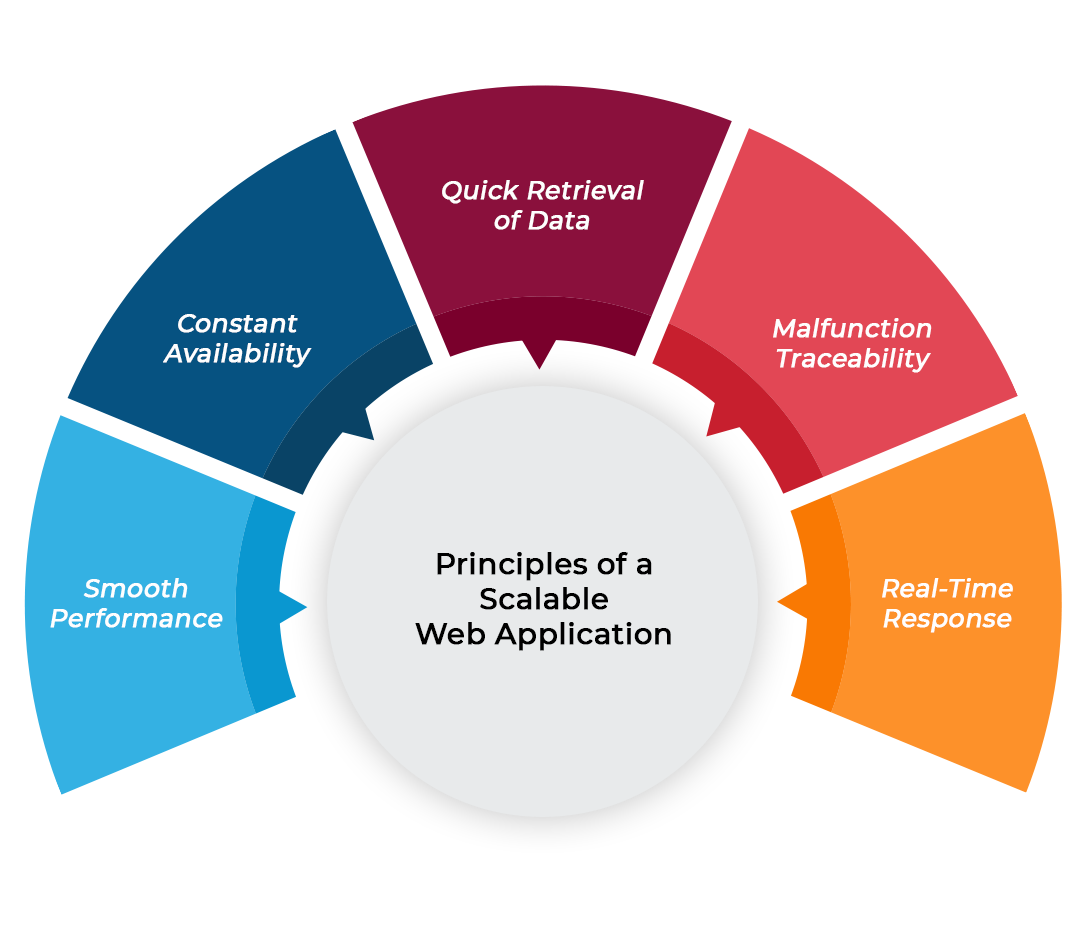 Quick Retrieval
of Data
Constant
Availability
Malfunction
Traceability
Smooth
Performance
Real-Time
Response
Principles of a
Scalable
Web Application